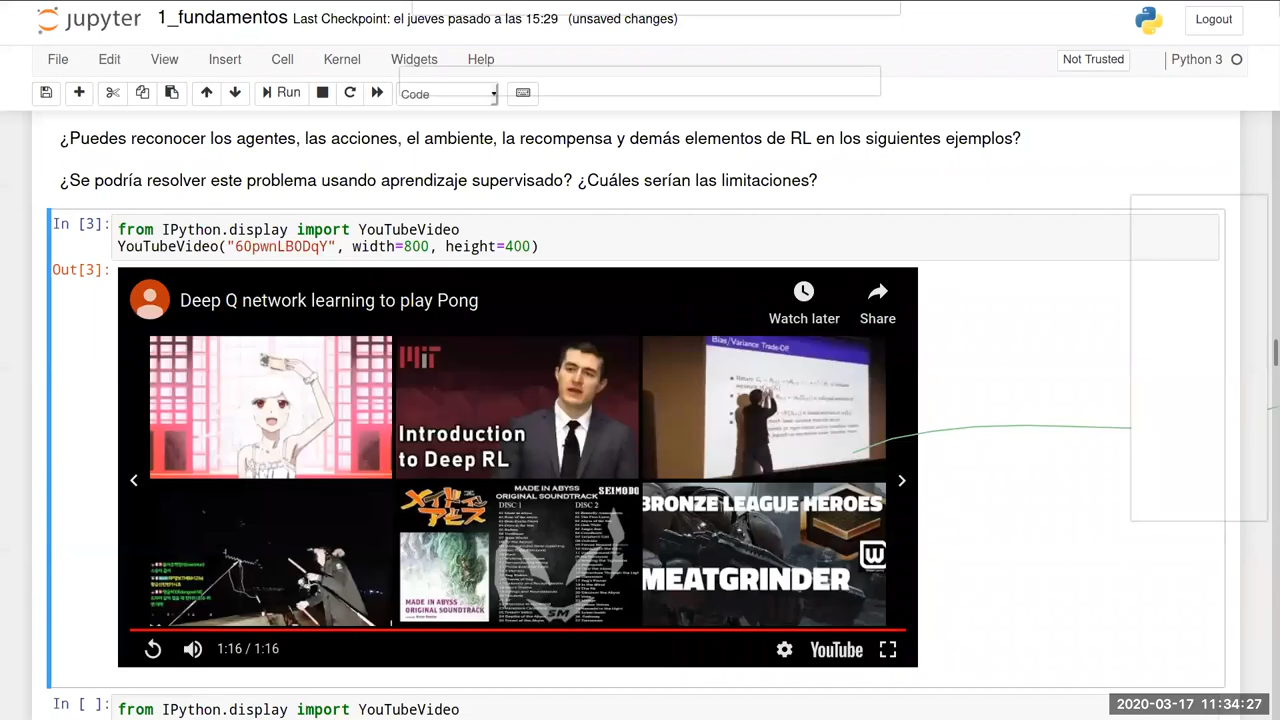 jupyter 1_fundamentos Last Checkpoint: el jueves pasado a las 15:29 (unsaved changes) Logout
File Edit View Insert Cell Kernel Widgets Help Not Trusted Python 3
Run Code
¿Puedes reconocer los agentes, las acciones, el ambiente, la recompensa y demás elementos de RL en los siguientes ejemplos?
¿Se podría resolver este problema usando aprendizaje supervisado? ¿Cuáles serían las limitaciones?
In [3]: from IPython.display import YouTubeVideo
YouTubeVideo("6OpwnLBODqY", width=800, height=400)
Out[3]:
Deep Q network learning to play Pong
Watch later Share
MIT
Introduction
to Deep RL
Bias/Variance Trade-Off
MADE IN ABYSS
ORIGINAL SOUNDTRACK
SEIMODO
DISC 1 DISC 2
MADE IN ABYSS
ORIGINAL SOUNDTRACK
BRONZE LEAGUE HEROES
MEATGRINDER
1:16 / 1:16 YouTube
In [ ]: from IPython.display import YouTubeVideo
2020-03-17 11:34:27